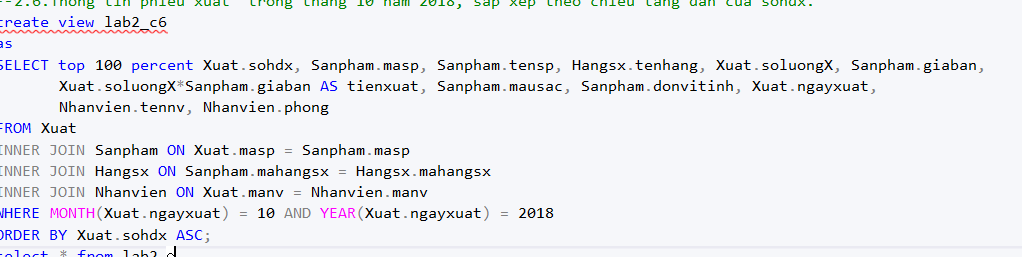 --2.6.Thông tin phiếu xuất trong tháng 10 năm 2018, sắp xếp theo chiều tăng dần của sohdx.
create view lab2_c6
as
SELECT top 100 percent Xuat.sohdx, Sanpham.masp, Sanpham.tensp, Hangsx.tenhang, Xuat.soluongX, Sanpham.giaban,
Xuat.soluongX*Sanpham.giaban AS tienxuat, Sanpham.mausac, Sanpham.donvitinh, Xuat.ngayxuat,
Nhanvien.tennv, Nhanvien.phong
FROM Xuat
INNER JOIN Sanpham ON Xuat.masp = Sanpham.masp
INNER JOIN Hangsx ON Sanpham.mahangsx = Hangsx.mahangsx
INNER JOIN Nhanvien ON Xuat.manv = Nhanvien.manv
WHERE MONTH(Xuat.ngayxuat) = 10 AND YEAR(Xuat.ngayxuat) = 2018
ORDER BY Xuat.sohdx ASC;
select * from lab2_c